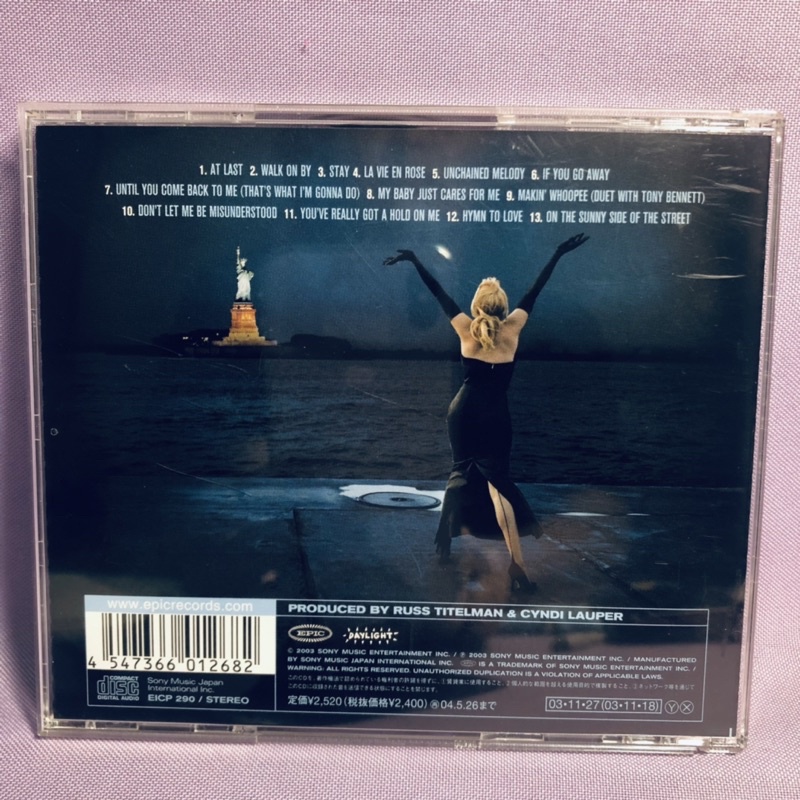 1. AT LAST 2. WALK ON BY 3. STAY 4. LA VIE EN ROSE 5. UNCHAINED MELODY 6. IF YOU GO AWAY
7. UNTIL YOU COME BACK TO ME (THAT'S WHAT I'M GONNA DO) 8. MY BABY JUST CARES FOR ME 9. MAKIN' WHOOPEE (DUET WITH TONY BENNETT)
10. DON'T LET ME BE MISUNDERSTOOD 11. YOU'VE REALLY GOT A HOLD ON ME 12. HYMN TO LOVE 13. ON THE SUNNY SIDE OF THE STREET
www.epicrecords.com
4 547366 012682
COMPACT
disc
DIGITAL AUDIO
Sony Music Japan
International Inc.
EICP 290 / STEREO
PRODUCED BY RUSS TITELMAN & CYNDI LAUPER
EPIC DAYLIGHT
© 2003 SONY MUSIC ENTERTAINMENT INC. / ℗ 2003 SONY MUSIC ENTERTAINMENT INC. / MANUFACTURED
BY SONY MUSIC JAPAN INTERNATIONAL INC. IS A TRADEMARK OF SONY MUSIC ENTERTAINMENT INC. /
WARNING: ALL RIGHTS RESERVED. UNAUTHORIZED DUPLICATION IS A VIOLATION OF APPLICABLE LAWS.
定価¥2,520(税抜価格¥2,400) 04.5.26まで
03•11•27(03•11•18) Y X